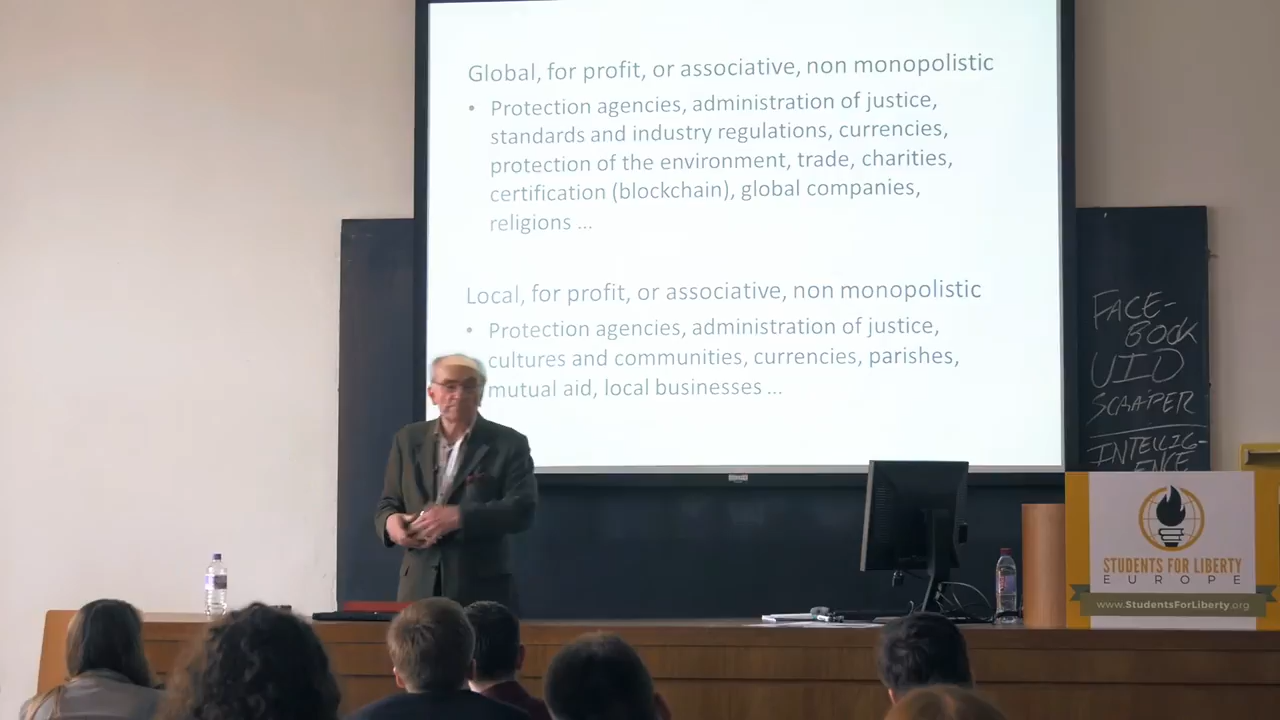 Global, for profit, or associative, non monopolistic
• Protection agencies, administration of justice,
standards and industry regulations, currencies,
protection of the environment, trade, charities,
certification (blockchain), global companies,
religions ...
Local, for profit, or associative, non monopolistic
• Protection agencies, administration of justice,
cultures and communities, currencies, parishes,
mutual aid, local businesses ...
FACE-
BOOK
UID
SCRAPER
INTELLIG-
ENCE
STUDENTS FOR LIBERTY
EUROPE
www.StudentsForLiberty.org